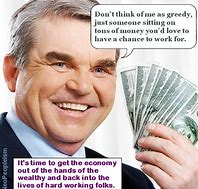 Don't think of me as greedy,
just someone sitting on
tons of money you'd love to
have a chance to work for.
It's time to get the economy
out of the hands of the
wealthy and back into the
lives of hard working folks.